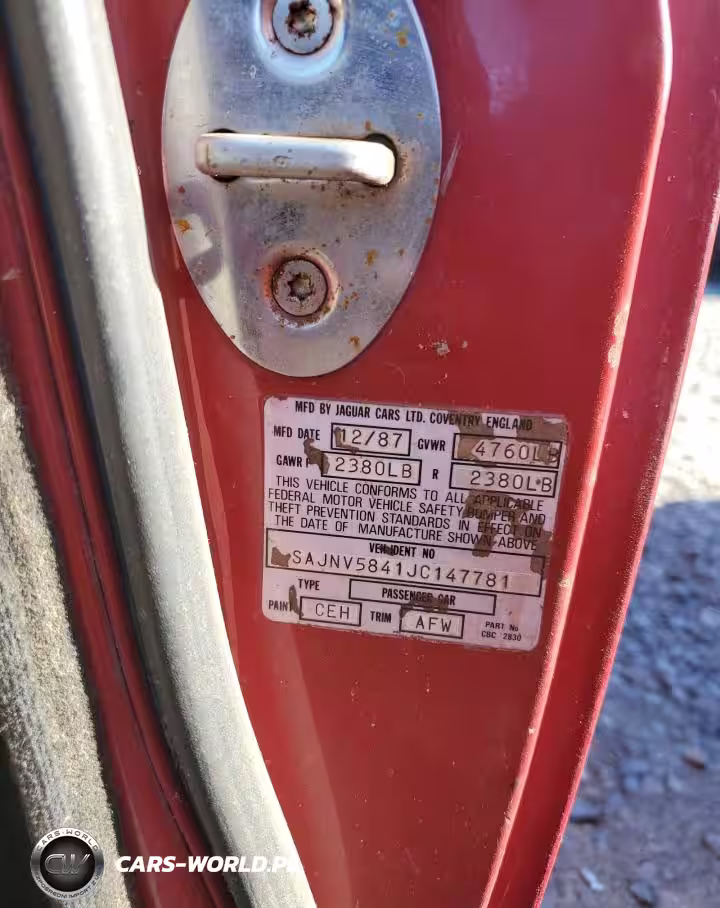 MFD BY JAGUAR CARS LTD. COVENTRY ENGLAND
MFD DATE 12/87 GVWR 4760LB
GAWR F 2380LB R 2380LB
THIS VEHICLE CONFORMS TO ALL APPLICABLE
FEDERAL MOTOR VEHICLE SAFETY BUMPER AND
THEFT PREVENTION STANDARDS IN EFFECT ON
THE DATE OF MANUFACTURE SHOWN ABOVE
VEH IDENT NO
SAJNV5841JC147781
TYPE PASSENGER CAR
PAINT CEH TRIM AFW PART No
CBC 2830
CARS-WORLD
CW
CARS-WORLD.PL